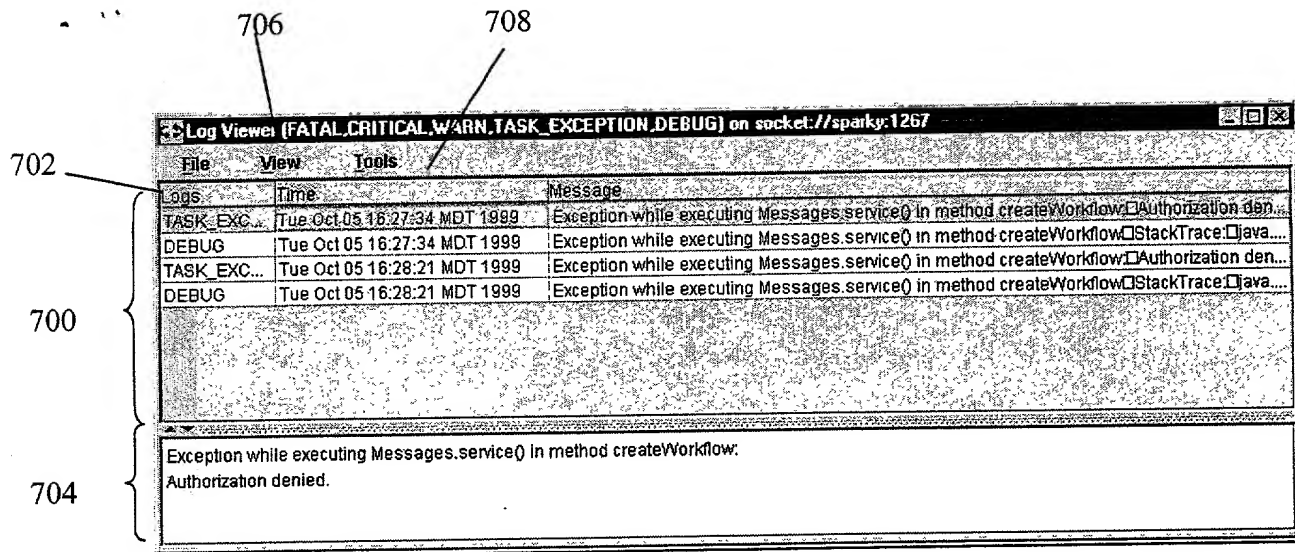 706 708
Log Viewer (FATAL,CRITICAL,WARN,TASK_EXCEPTION,DEBUG) on socket://sparky:1267
File View Tools
702
Logs Time Message
TASK_EXC... Tue Oct 05 16:27:34 MDT 1999 Exception while executing Messages.service() in method createWorkflow:□Authorization den...
DEBUG Tue Oct 05 16:27:34 MDT 1999 Exception while executing Messages.service() in method createWorkflow□StackTrace:□java....
TASK_EXC... Tue Oct 05 16:28:21 MDT 1999 Exception while executing Messages.service() in method createWorkflow:□Authorization den...
DEBUG Tue Oct 05 16:28:21 MDT 1999 Exception while executing Messages.service() in method createWorkflow□StackTrace:□java....
700
Exception while executing Messages.service() in method createWorkflow:
Authorization denied.
704